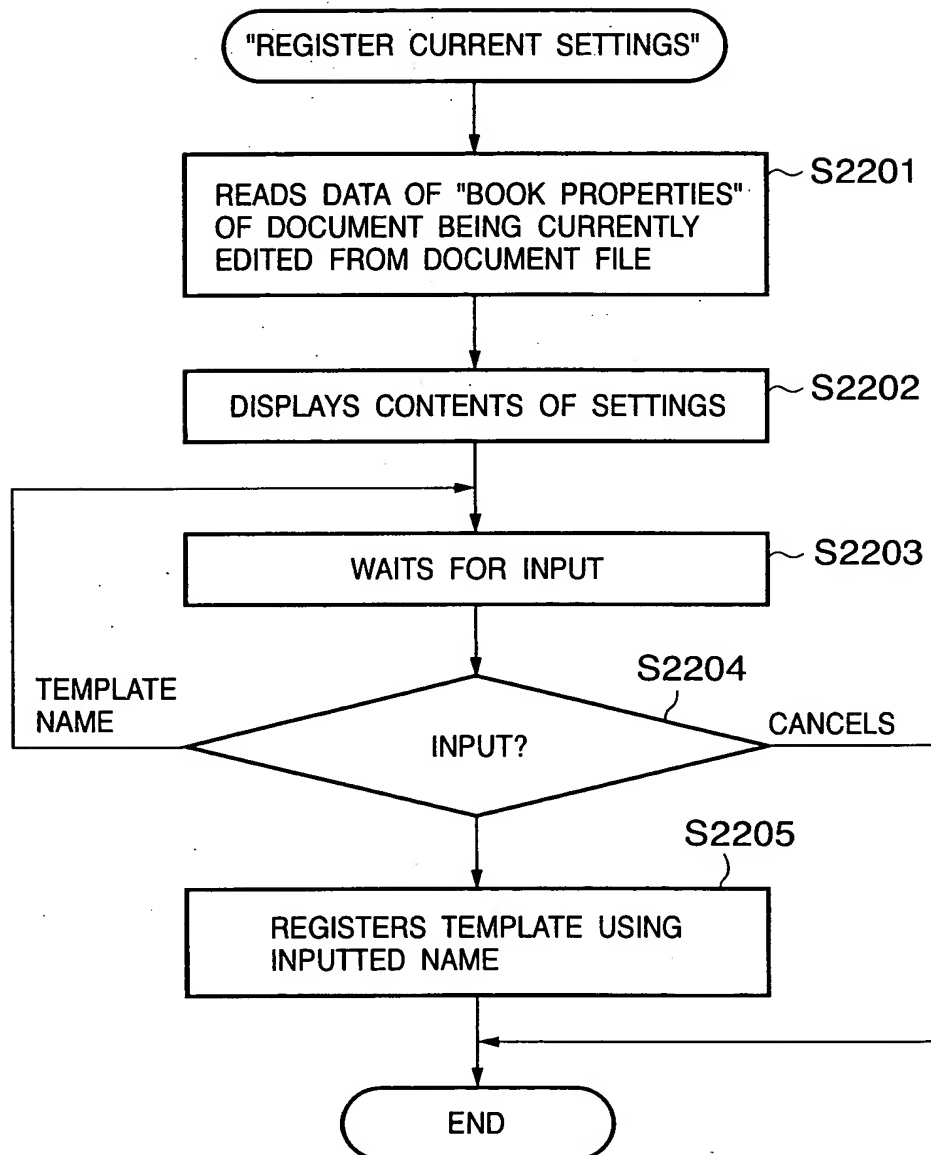 "REGISTER CURRENT SETTINGS"
S2201
READS DATA OF "BOOK PROPERTIES"
OF DOCUMENT BEING CURRENTLY
EDITED FROM DOCUMENT FILE
S2202
DISPLAYS CONTENTS OF SETTINGS
S2203
WAITS FOR INPUT
S2204
TEMPLATE
NAME
CANCELS
INPUT?
S2205
REGISTERS TEMPLATE USING
INPUTTED NAME
END